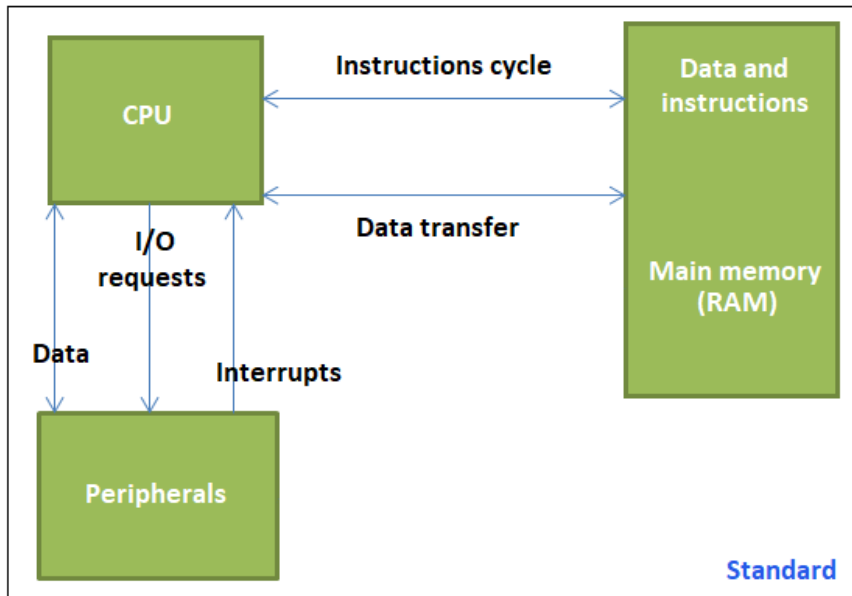 Instructions cycle
CPU
Data and
instructions
Data transfer
I/O
requests
Main memory
(RAM)
Data
Interrupts
Peripherals
Standard